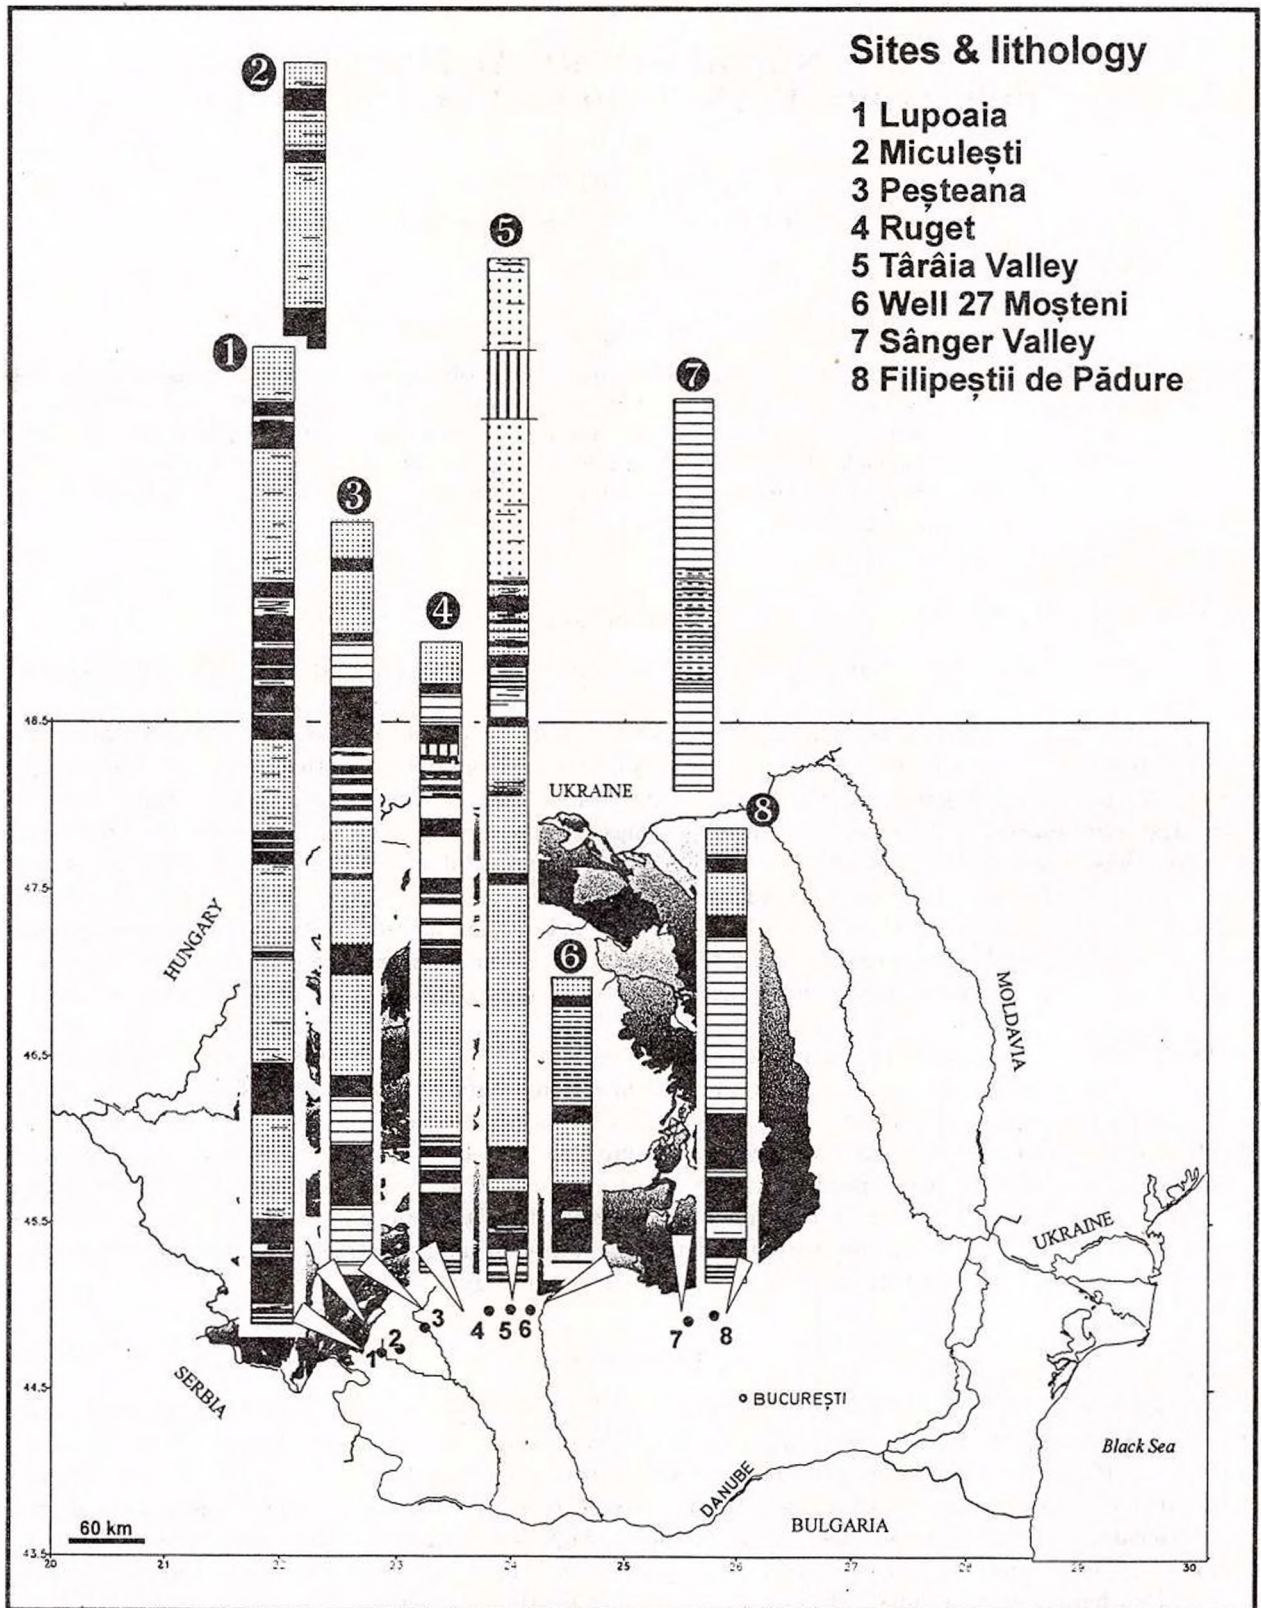 Sites & lithology
1 Lupoaia
2 Miculești
3 Peșteana
4 Ruget
5 Târâia Valley
6 Well 27 Moșteni
7 Sânger Valley
8 Filipeștii de Pădure
2
5
1
7
3
4
48.5
UKRAINE
8
47.5
HUNGARY
6
MOLDAVIA
46,5
45.5
UKRAINE
3
4
5
6
7
8
2
1
44.5
SERBIA
BUCUREȘTI
Black Sea
DANUBE
60 km
BULGARIA
43.5
20 21 22 23 24 25 26 27 28 29 30